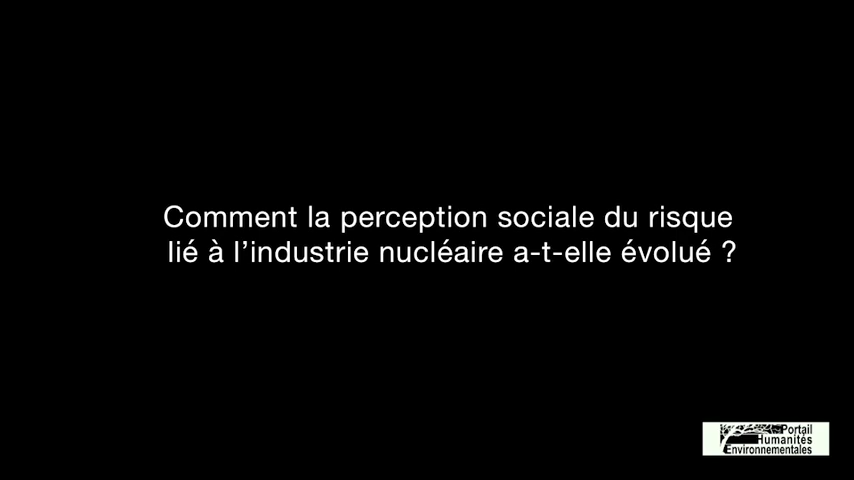 Comment la perception sociale du risque
lié à l'industrie nucléaire a-t-elle évolué ?
Portail
Humanités
Environnementales